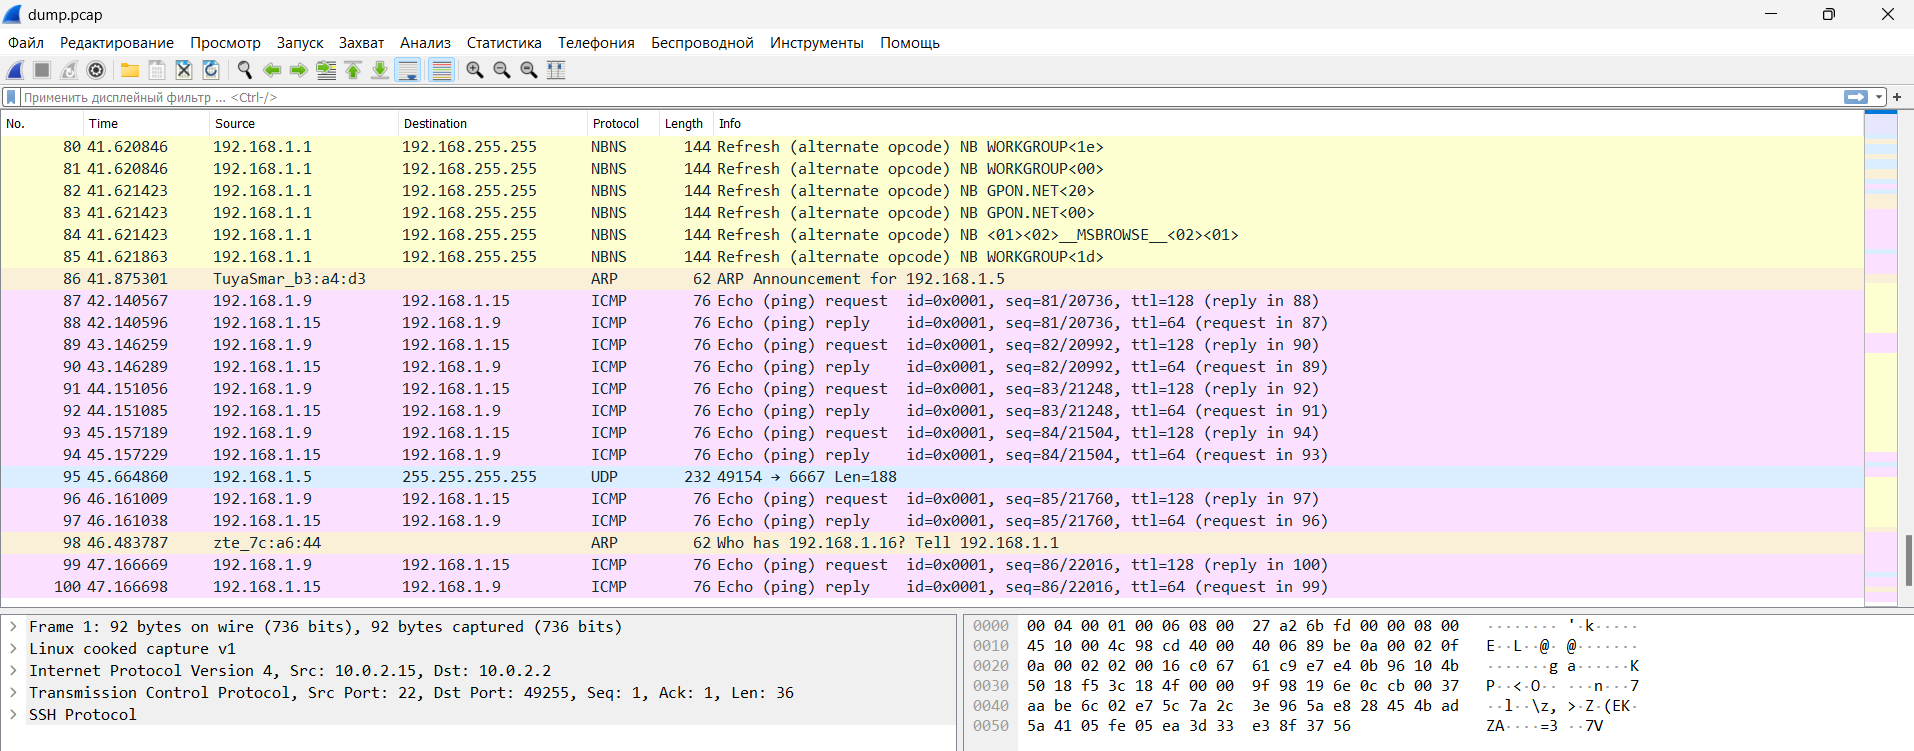 dump.pcap
Файл Редактирование Просмотр Запуск Захват Анализ Статистика Телефония Беспроводной Инструменты Помощь
Применить дисплейный фильтр ... <Ctrl-/>
No. Time Source Destination Protocol Length Info
80 41.620846 192.168.1.1 192.168.255.255 NBNS 144 Refresh (alternate opcode) NB WORKGROUP<1e>
81 41.620846 192.168.1.1 192.168.255.255 NBNS 144 Refresh (alternate opcode) NB WORKGROUP<00>
82 41.621423 192.168.1.1 192.168.255.255 NBNS 144 Refresh (alternate opcode) NB GPON.NET<20>
83 41.621423 192.168.1.1 192.168.255.255 NBNS 144 Refresh (alternate opcode) NB GPON.NET<00>
84 41.621423 192.168.1.1 192.168.255.255 NBNS 144 Refresh (alternate opcode) NB <01><02>__MSBROWSE__<02><01>
85 41.621863 192.168.1.1 192.168.255.255 NBNS 144 Refresh (alternate opcode) NB WORKGROUP<1d>
86 41.875301 TuyaSmar_b3:a4:d3 ARP 62 ARP Announcement for 192.168.1.5
87 42.140567 192.168.1.9 192.168.1.15 ICMP 76 Echo (ping) request id=0x0001, seq=81/20736, ttl=128 (reply in 88)
88 42.140596 192.168.1.15 192.168.1.9 ICMP 76 Echo (ping) reply id=0x0001, seq=81/20736, ttl=64 (request in 87)
89 43.146259 192.168.1.9 192.168.1.15 ICMP 76 Echo (ping) request id=0x0001, seq=82/20992, ttl=128 (reply in 90)
90 43.146289 192.168.1.15 192.168.1.9 ICMP 76 Echo (ping) reply id=0x0001, seq=82/20992, ttl=64 (request in 89)
91 44.151056 192.168.1.9 192.168.1.15 ICMP 76 Echo (ping) request id=0x0001, seq=83/21248, ttl=128 (reply in 92)
92 44.151085 192.168.1.15 192.168.1.9 ICMP 76 Echo (ping) reply id=0x0001, seq=83/21248, ttl=64 (request in 91)
93 45.157189 192.168.1.9 192.168.1.15 ICMP 76 Echo (ping) request id=0x0001, seq=84/21504, ttl=128 (reply in 94)
94 45.157229 192.168.1.15 192.168.1.9 ICMP 76 Echo (ping) reply id=0x0001, seq=84/21504, ttl=64 (request in 93)
95 45.664860 192.168.1.5 255.255.255.255 UDP 232 49154 → 6667 Len=188
96 46.161009 192.168.1.9 192.168.1.15 ICMP 76 Echo (ping) request id=0x0001, seq=85/21760, ttl=128 (reply in 97)
97 46.161038 192.168.1.15 192.168.1.9 ICMP 76 Echo (ping) reply id=0x0001, seq=85/21760, ttl=64 (request in 96)
98 46.483787 zte_7c:a6:44 ARP 62 Who has 192.168.1.16? Tell 192.168.1.1
99 47.166669 192.168.1.9 192.168.1.15 ICMP 76 Echo (ping) request id=0x0001, seq=86/22016, ttl=128 (reply in 100)
100 47.166698 192.168.1.15 192.168.1.9 ICMP 76 Echo (ping) reply id=0x0001, seq=86/22016, ttl=64 (request in 99)
Frame 1: 92 bytes on wire (736 bits), 92 bytes captured (736 bits)
Linux cooked capture v1
Internet Protocol Version 4, Src: 10.0.2.15, Dst: 10.0.2.2
Transmission Control Protocol, Src Port: 22, Dst Port: 49255, Seq: 1, Ack: 1, Len: 36
SSH Protocol
0000 00 04 00 01 00 06 08 00 27 a2 6b fd 00 00 08 00 ········ '·k·····
0010 45 10 00 4c 98 cd 40 00 40 06 89 be 0a 00 02 0f E··L··@· @·······
0020 0a 00 02 02 00 16 c0 67 61 c9 e7 e4 0b 96 10 4b ·······g a······K
0030 50 18 f5 3c 18 4f 00 00 9f 98 19 6e 0c cb 00 37 P··<·O·· ···n···7
0040 aa be 6c 02 e7 5c 7a 2c 3e 96 5a e8 28 45 4b ad ··l··\z, >·Z·(EK·
0050 5a 41 05 fe 05 ea 3d 33 e3 8f 37 56 ZA····=3 ··7V